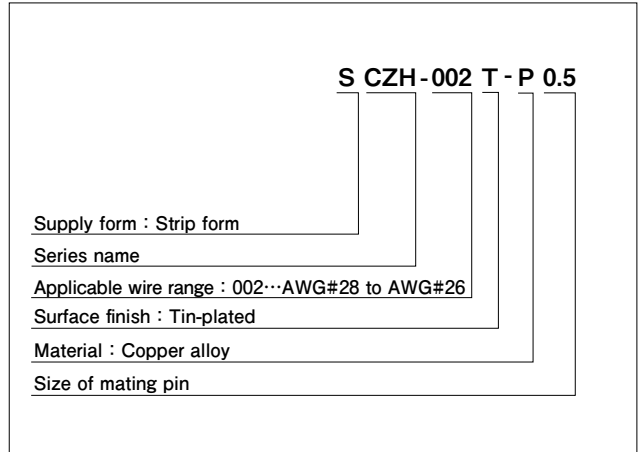 S CZH-002 T-P 0.5
Supply form：Strip form
Series name
Applicable wire range：002…AWG#28 to AWG#26
Surface finish：Tin-plated
Material：Copper alloy
Size of mating pin